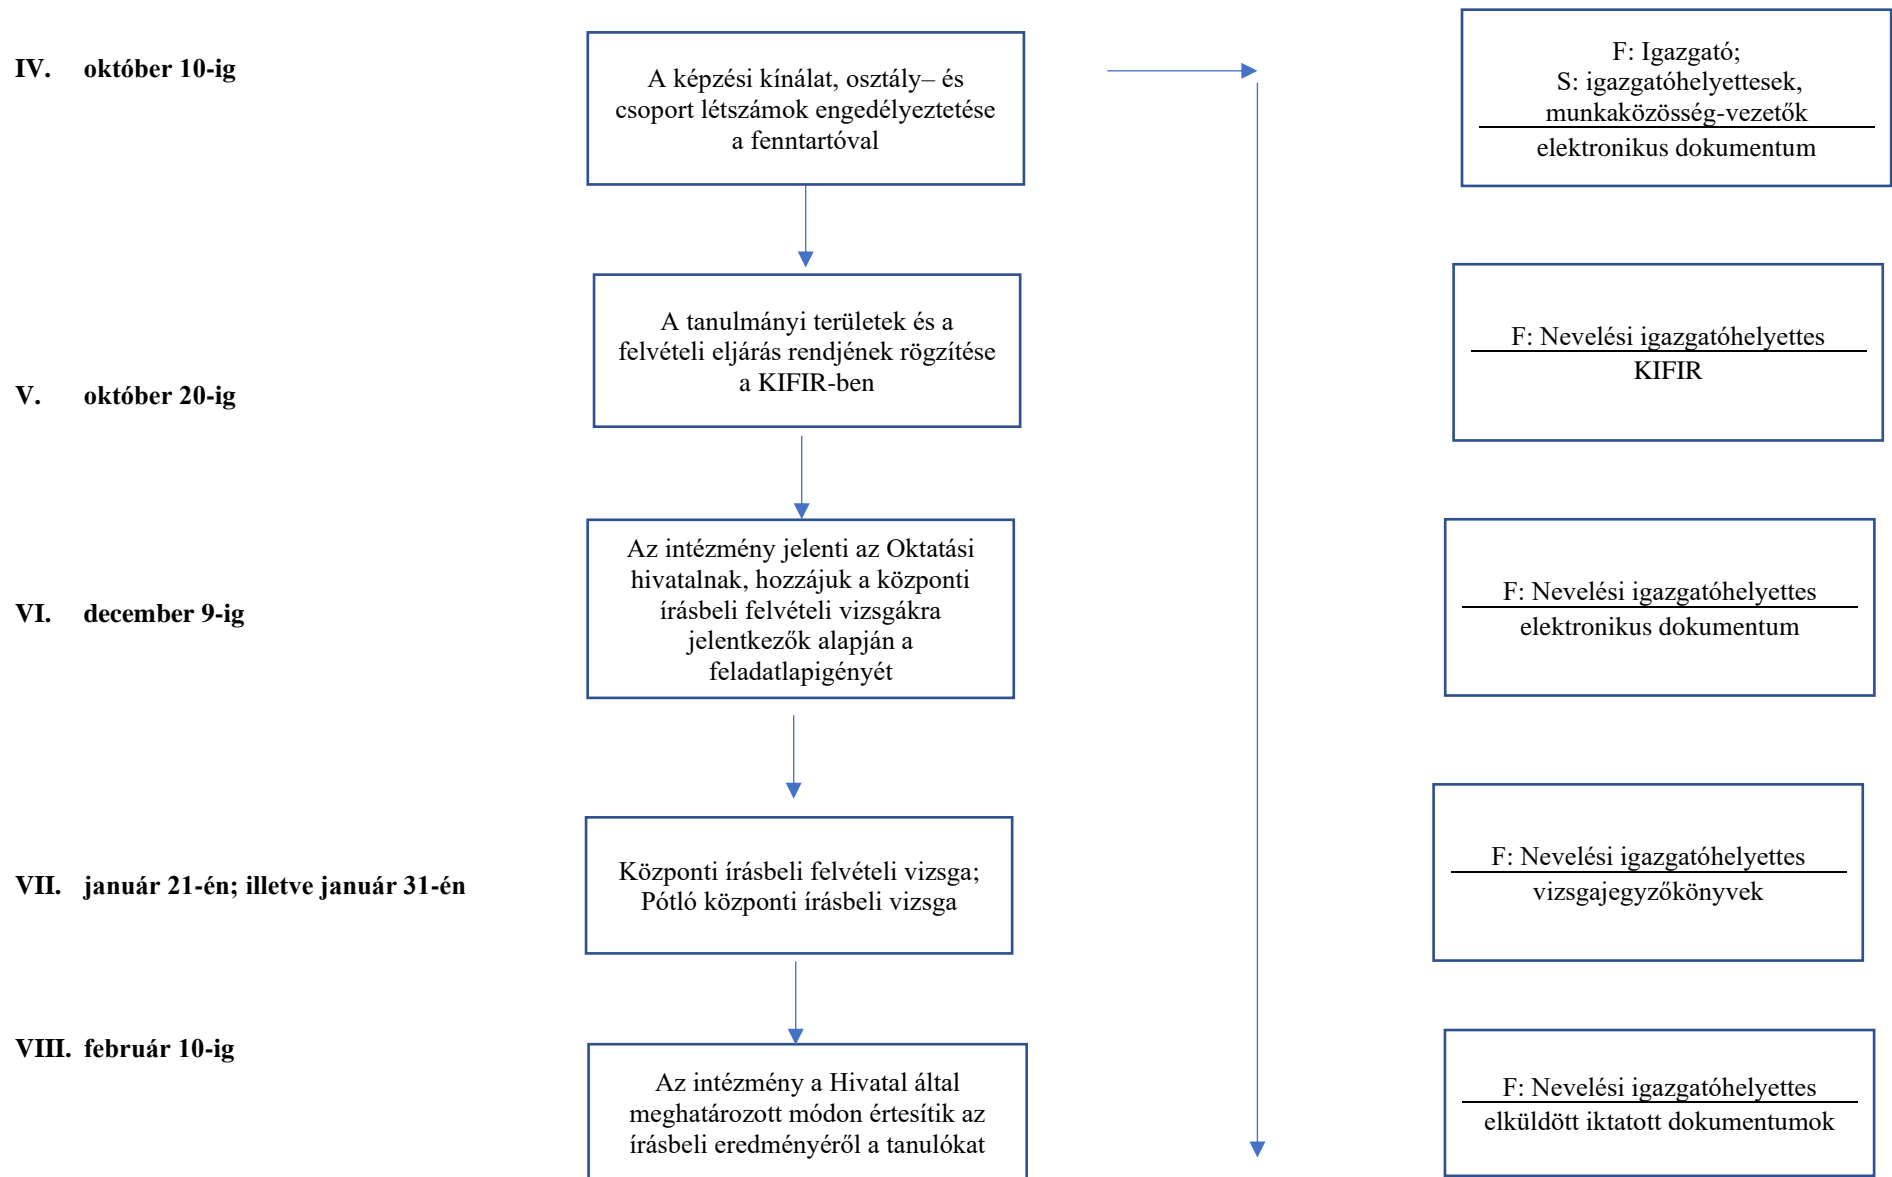 IV. október 10-ig
A képzési kínálat, osztály– és
csoport létszámok engedélyeztetése
a fenntartóval
F: Igazgató;
S: igazgatóhelyettesek,
munkaközösség-vezetők
elektronikus dokumentum
V. október 20-ig
A tanulmányi területek és a
felvételi eljárás rendjének rögzítése
a KIFIR-ben
F: Nevelési igazgatóhelyettes
KIFIR
VI. december 9-ig
Az intézmény jelenti az Oktatási
hivatalnak, hozzájuk a központi
írásbeli felvételi vizsgákra
jelentkezők alapján a
feladatlapigényét
F: Nevelési igazgatóhelyettes
elektronikus dokumentum
VII. január 21-én; illetve január 31-én
Központi írásbeli felvételi vizsga;
Pótló központi írásbeli vizsga
F: Nevelési igazgatóhelyettes
vizsgajegyzőkönyvek
VIII. február 10-ig
Az intézmény a Hivatal által
meghatározott módon értesítik az
írásbeli eredményéről a tanulókat
F: Nevelési igazgatóhelyettes
elküldött iktatott dokumentumok